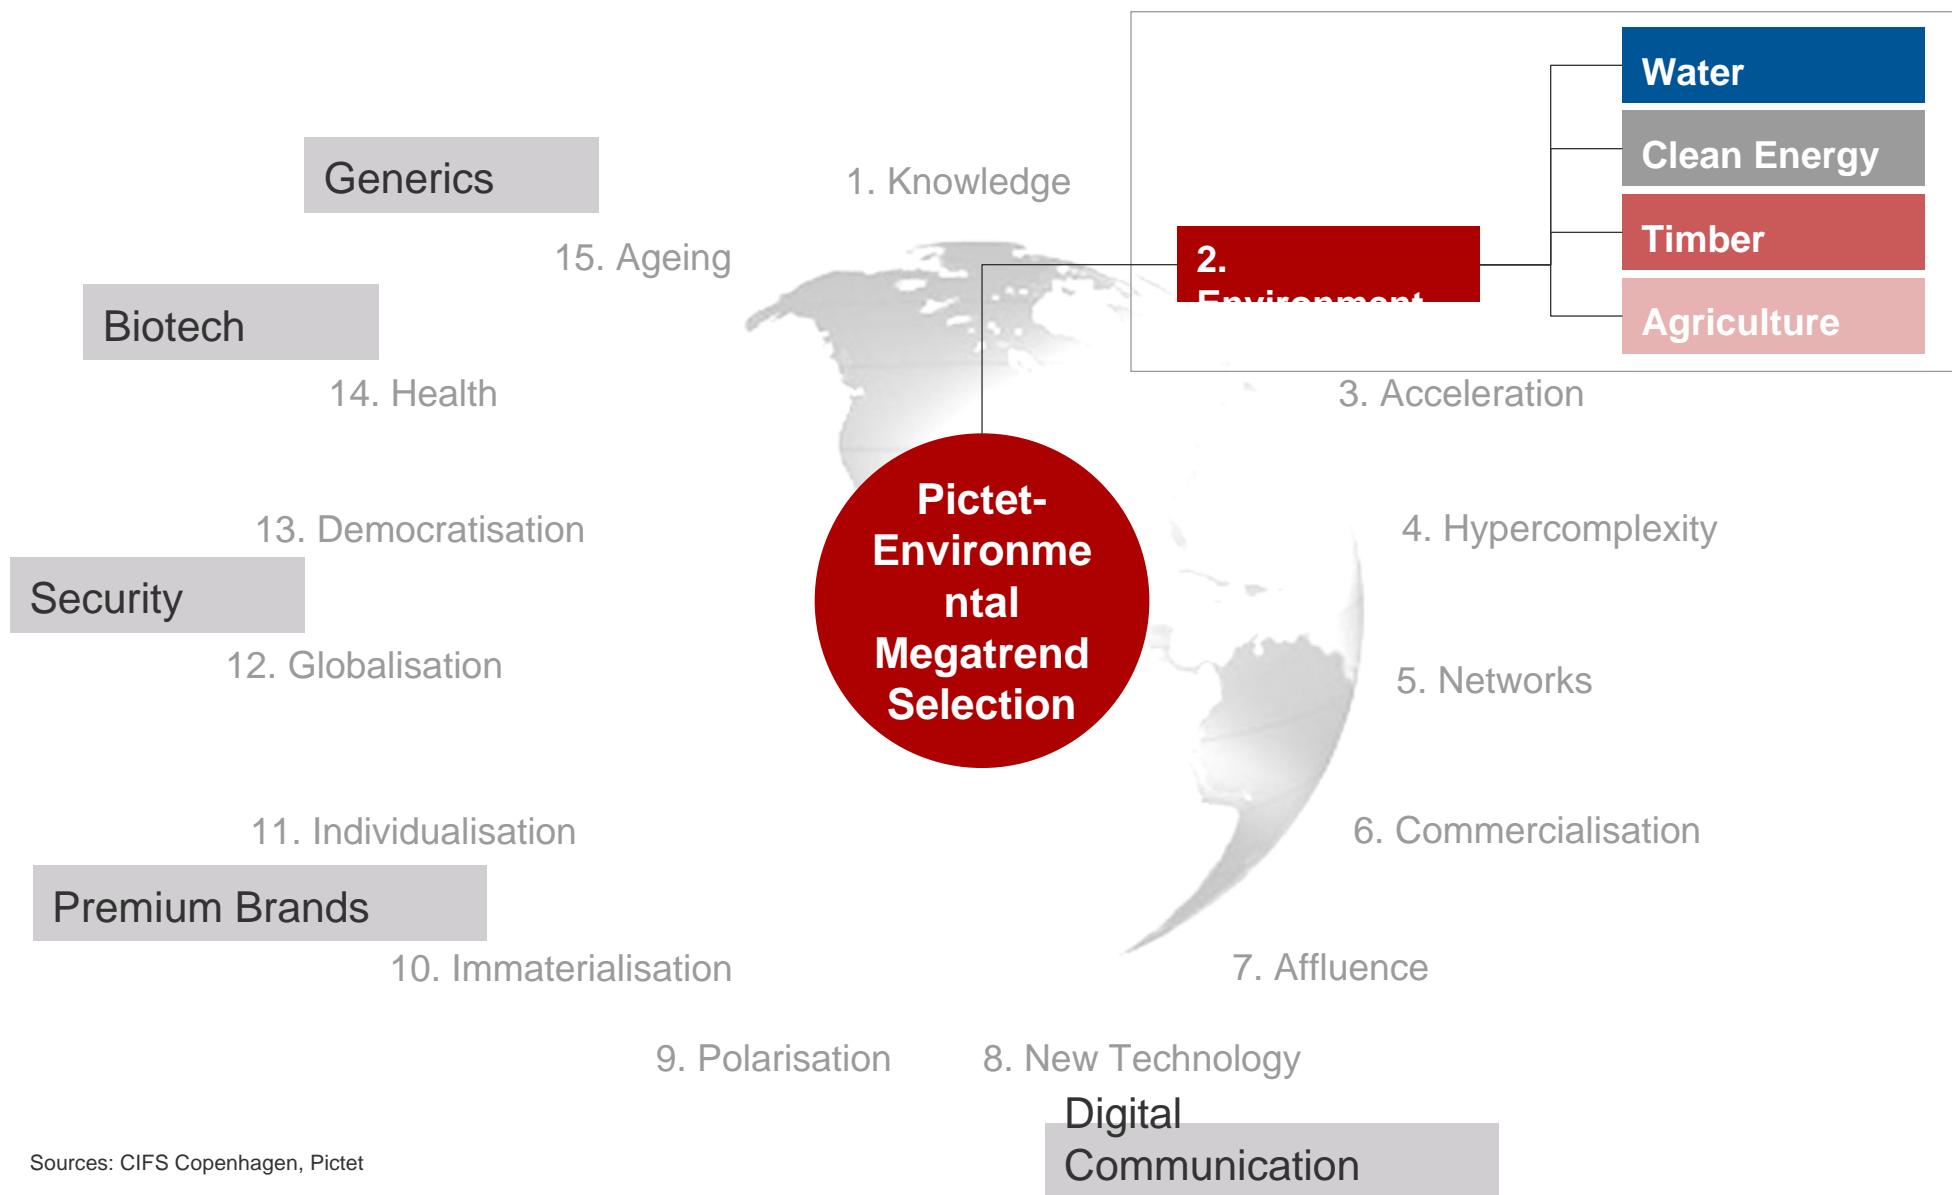 Water
Clean Energy
Timber
Agriculture
Generics
1. Knowledge
15. Ageing
2.
Environment
Biotech
14. Health
3. Acceleration
Pictet-
Environme
ntal
Megatrend
Selection
13. Democratisation
4. Hypercomplexity
Security
12. Globalisation
5. Networks
11. Individualisation
6. Commercialisation
Premium Brands
10. Immaterialisation
7. Affluence
9. Polarisation
8. New Technology
Digital
Communication
Sources: CIFS Copenhagen, Pictet